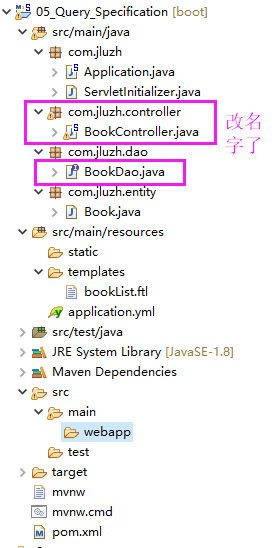 05_Query_Specification [boot]
src/main/java
com.jluzh
Application.java
ServletInitializer.java
com.jluzh.controller
BookController.java
改名
字了
com.jluzh.dao
BookDao.java
com.jluzh.entity
Book.java
src/main/resources
static
templates
bookList.ftl
application.yml
src/test/java
JRE System Library [JavaSE-1.8]
Maven Dependencies
src
main
webapp
test
target
mvnw
mvnw.cmd
pom.xml